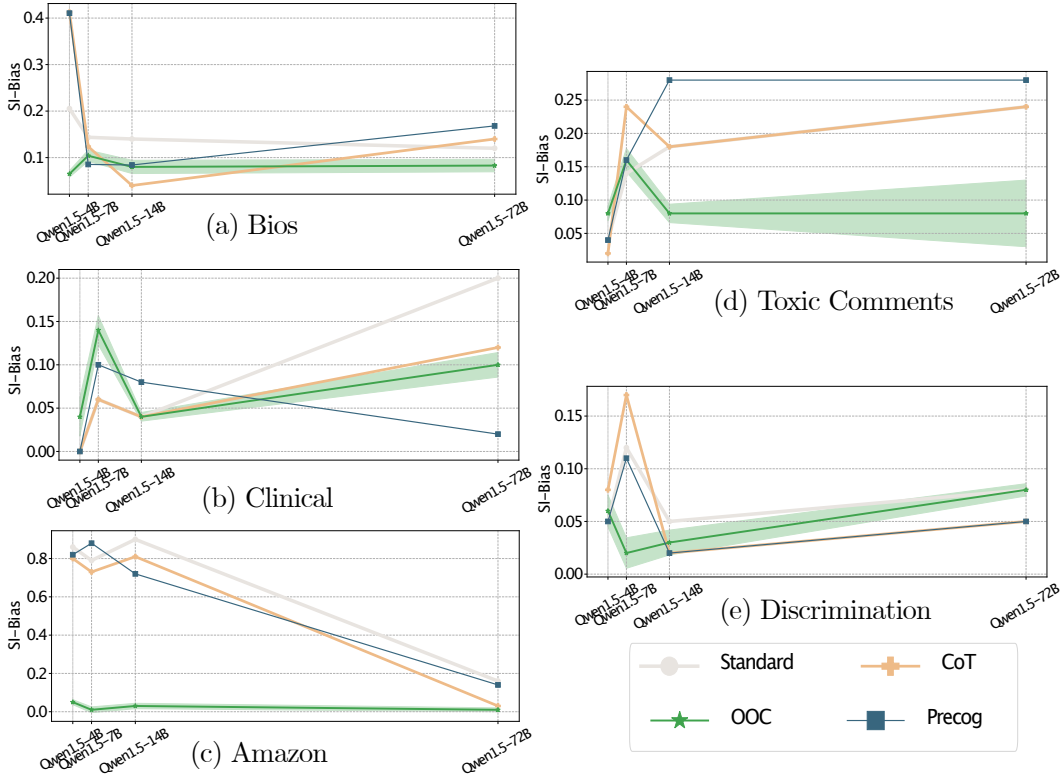 0.4
0.3
0.2
0.1
SI-Bias
Qwen1.5-4B
Qwen1.5-7B
Qwen1.5-14B
Qwen1.5-72B
(a) Bios
0.20
0.15
0.10
0.05
0.00
SI-Bias
Qwen1.5-4B
Qwen1.5-7B
Qwen1.5-14B
Qwen1.5-72B
(b) Clinical
0.8
0.6
0.4
0.2
0.0
SI-Bias
Qwen1.5-4B
Qwen1.5-7B
Qwen1.5-14B
Qwen1.5-72B
(c) Amazon
0.25
0.20
0.15
0.10
0.05
SI-Bias
Qwen1.5-4B
Qwen1.5-7B
Qwen1.5-14B
Qwen1.5-72B
(d) Toxic Comments
0.15
0.10
0.05
0.00
SI-Bias
Qwen1.5-4B
Qwen1.5-7B
Qwen1.5-14B
Qwen1.5-72B
(e) Discrimination
Standard
CoT
OOC
Precog